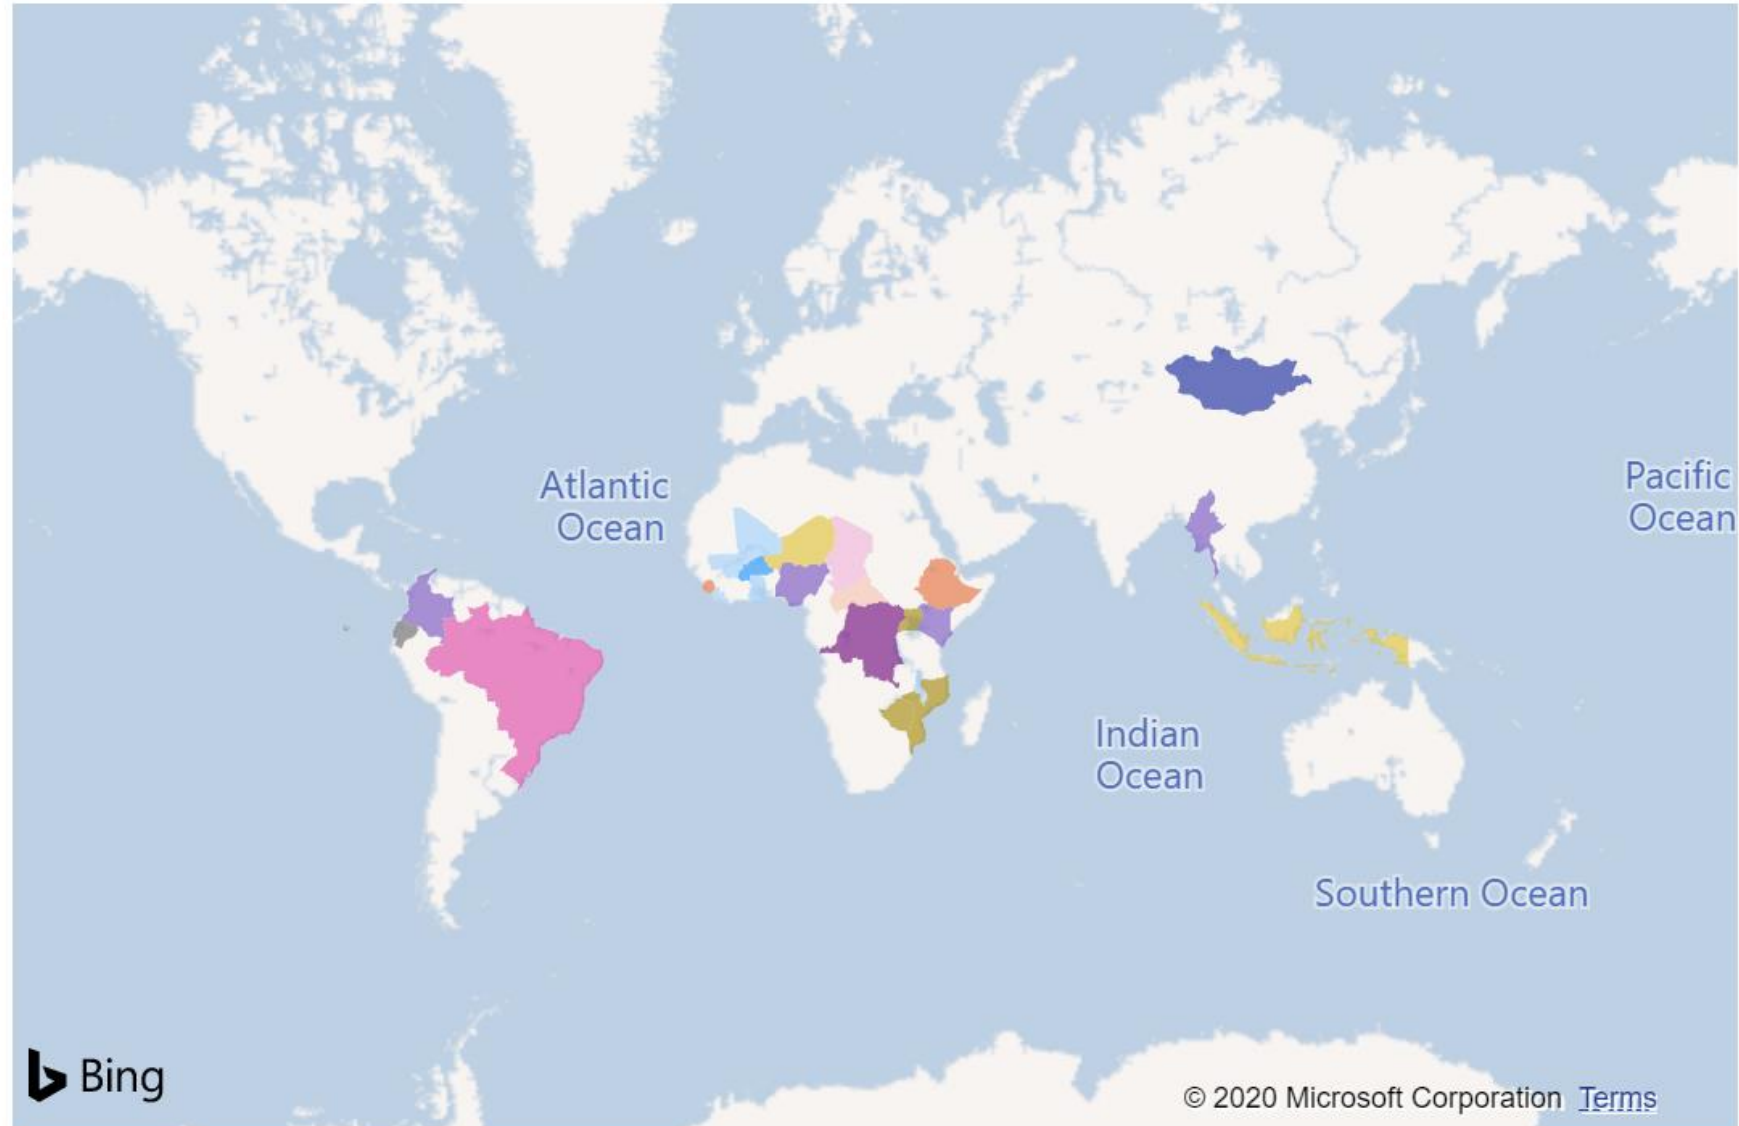 Atlantic
Ocean
Pacific
Ocean
Indian
Ocean
Southern Ocean
Bing
© 2020 Microsoft Corporation Terms